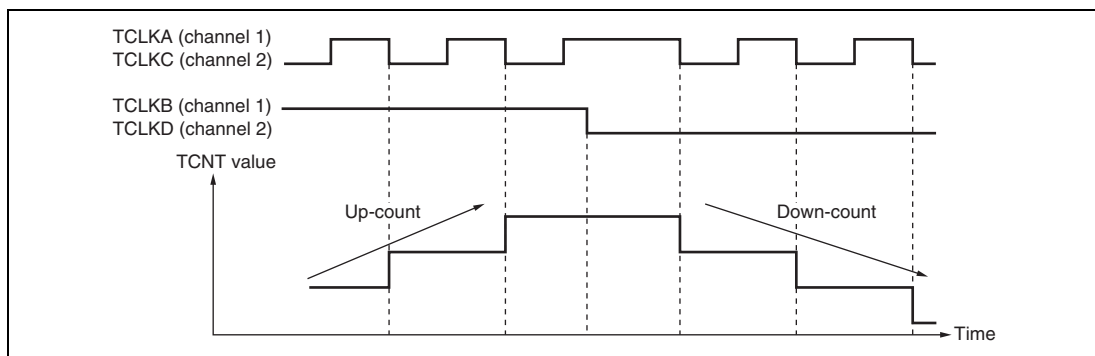 TCLKA (channel 1)
TCLKC (channel 2)
TCLKB (channel 1)
TCLKD (channel 2)
TCNT value
Up-count
Down-count
Time